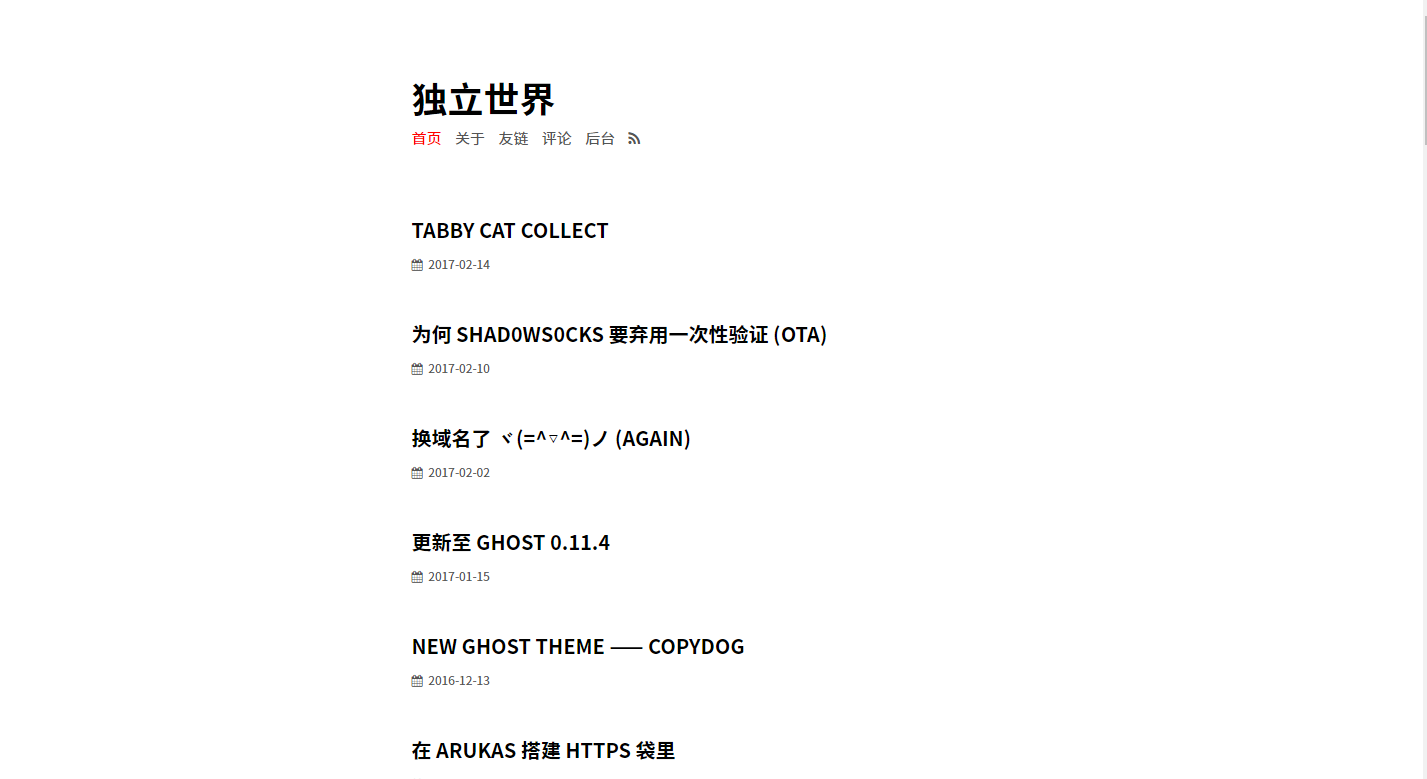 独立世界
首页 关于 友链 评论 后台
TABBY CAT COLLECT
2017-02-14
为何 SHAD0WS0CKS 要弃用一次性验证 (OTA)
2017-02-10
换域名了 ヾ(=^▽^=)ノ (AGAIN)
2017-02-02
更新至 GHOST 0.11.4
2017-01-15
NEW GHOST THEME —— COPYDOG
2016-12-13
在 ARUKAS 搭建 HTTPS 袋里